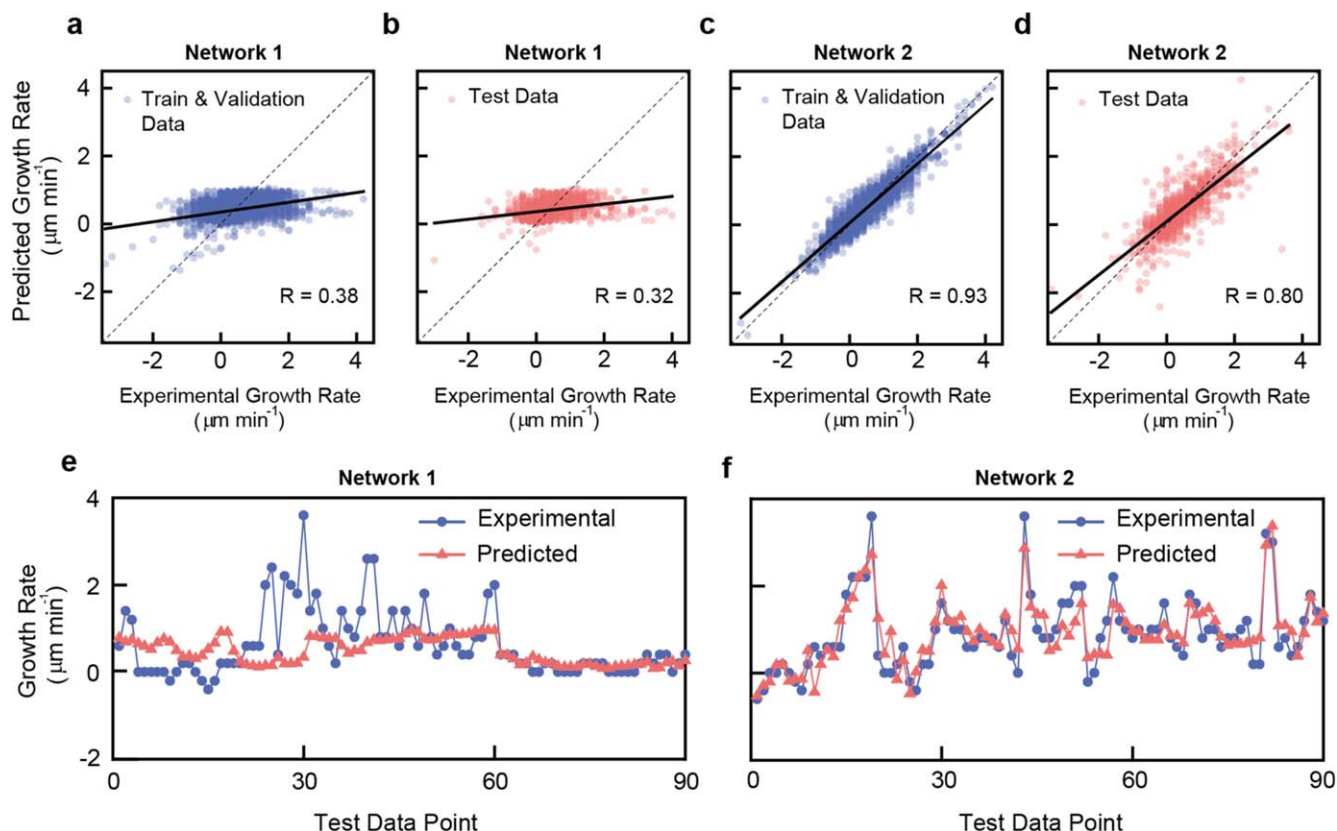 a
b
c
d
Network 1
Network 1
Network 2
Network 2
Predicted Growth Rate
(μm min-1)
4
2
0
-2
Train & Validation
Data
R = 0.38
Test Data
R = 0.32
Train & Validation
Data
R = 0.93
Test Data
R = 0.80
-2 0 2 4
-2 0 2 4
-2 0 2 4
-2 0 2 4
Experimental Growth Rate
(μm min-1)
Experimental Growth Rate
(μm min-1)
Experimental Growth Rate
(μm min-1)
Experimental Growth Rate
(μm min-1)
e
Network 1
f
Network 2
Growth Rate
(μm min-1)
4
2
0
-2
Experimental
Predicted
Experimental
Predicted
0 30 60 90
0 30 60 90
Test Data Point
Test Data Point